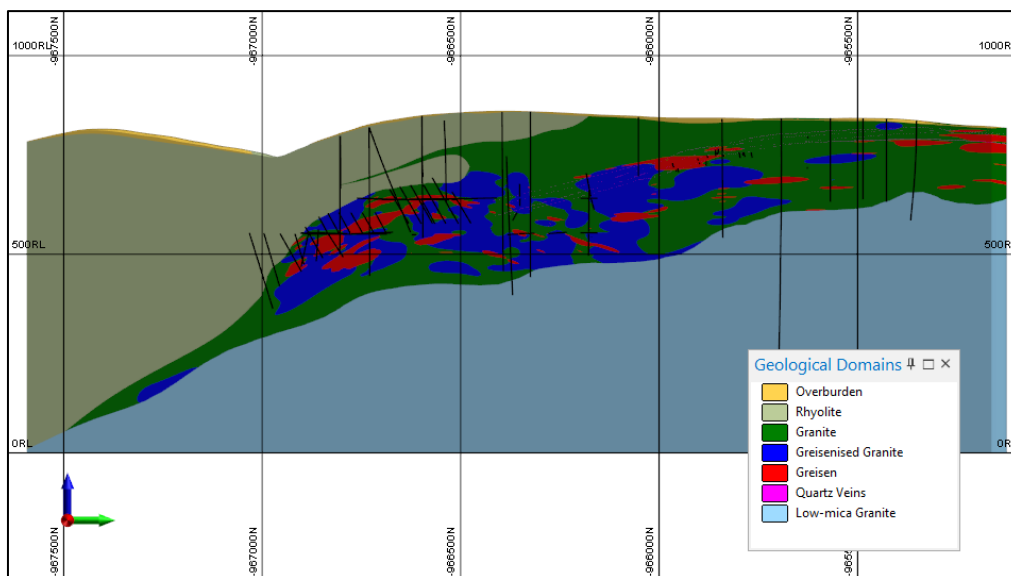 -967500N
-967000N
-966500N
-966000N
-965500N
1000RL
1000RL
500RL
500RL
Geological Domains
Overburden
Rhyolite
Granite
Greisenised Granite
Greisen
Quartz Veins
Low-mica Granite
0RL
-967500N
-967000N
-966500N
-966000N